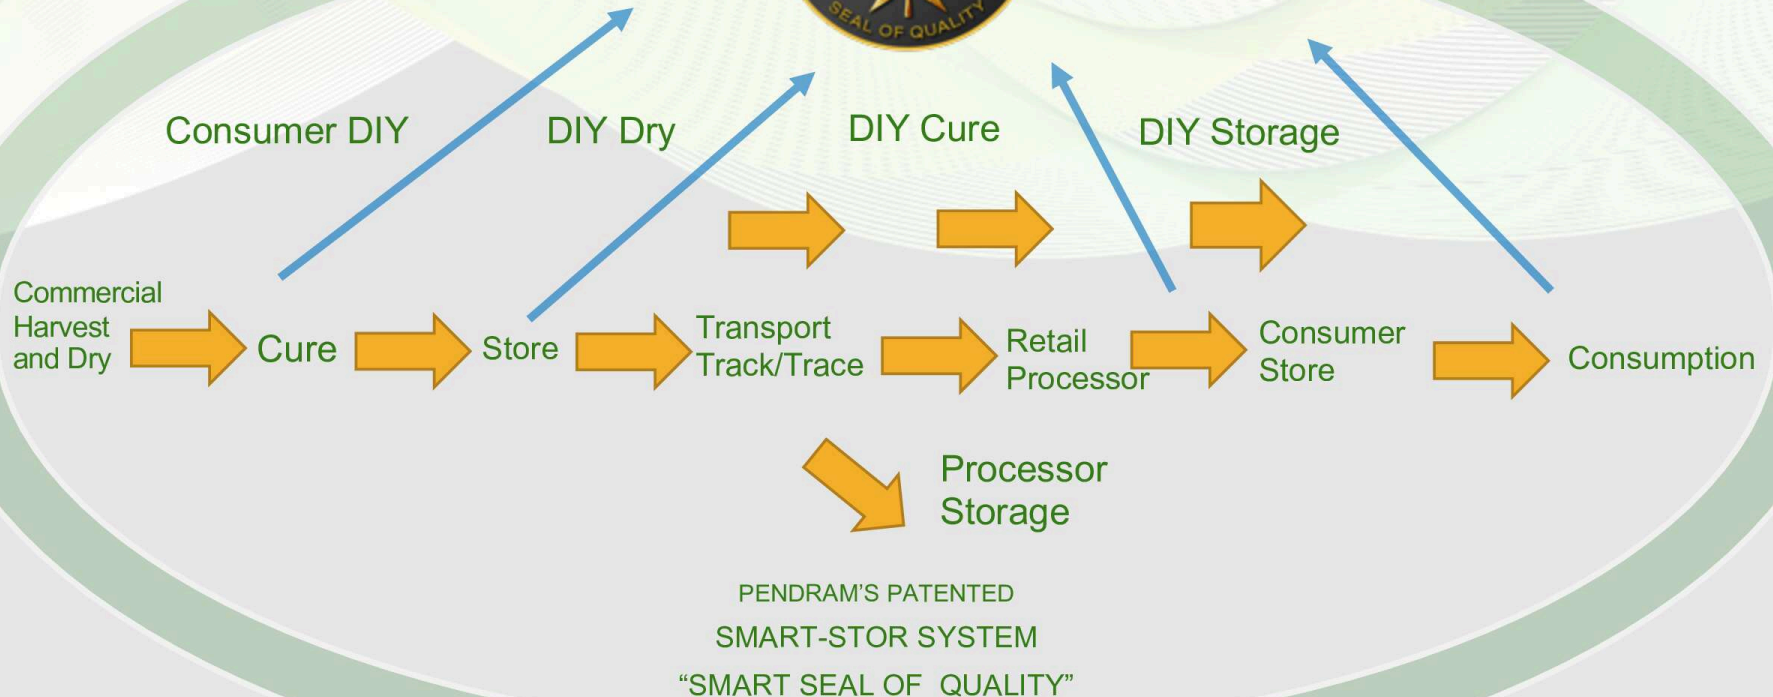 SEAL OF QUALITY
Consumer DIY
DIY Dry
DIY Cure
DIY Storage
Commercial
Harvest
and Dry
Cure
Store
Transport
Track/Trace
Retail
Processor
Consumer
Store
Consumption
Processor
Storage
PENDRAM’S PATENTED
SMART-STOR SYSTEM
“SMART SEAL OF QUALITY”